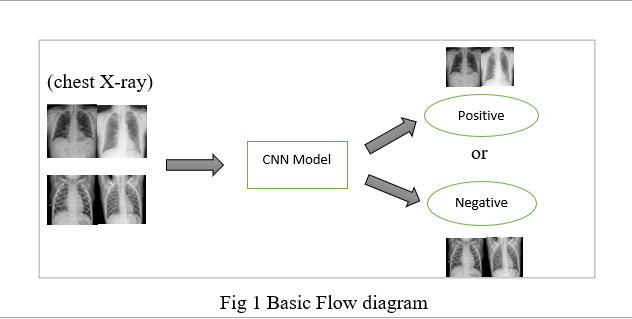 (chest X-ray)
CNN Model
Positive
or
Negative
Fig 1 Basic Flow diagram